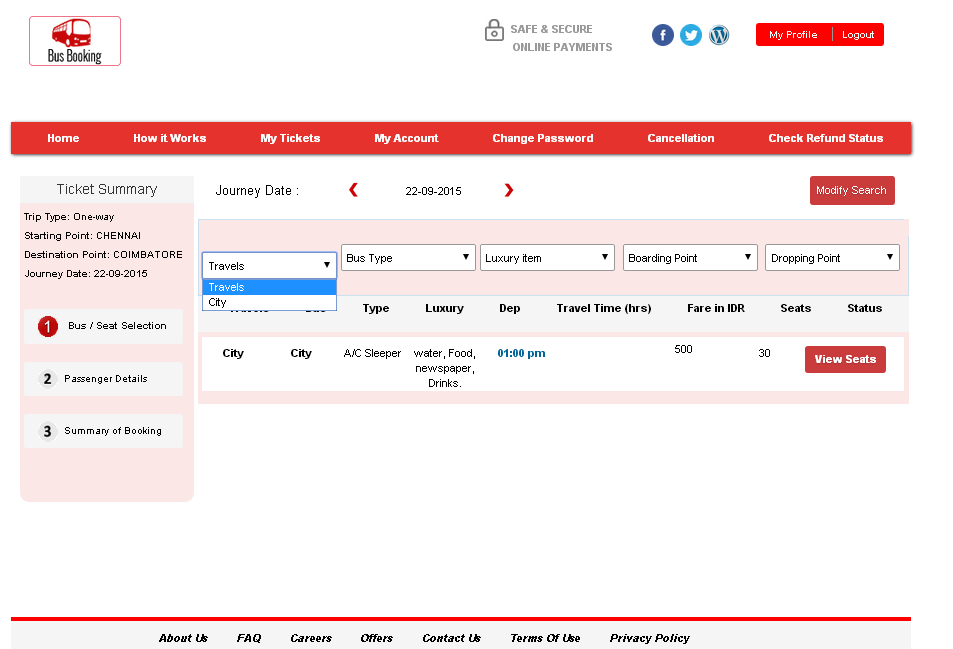 Bus Booking
SAFE & SECURE
ONLINE PAYMENTS
My Profile
Logout
Home
How it Works
My Tickets
My Account
Change Password
Cancellation
Check Refund Status
Ticket Summary
Trip Type: One-way
Starting Point: CHENNAI
Destination Point: COIMBATORE
Journey Date: 22-09-2015
1 Bus / Seat Selection
2 Passenger Details
3 Summary of Booking
Journey Date :
22-09-2015
Modify Search
Travels
Bus Type
Luxury item
Boarding Point
Dropping Point
Travels
City
Type
Luxury
Dep
Travel Time (hrs)
Fare in IDR
Seats
Status
City
City
A/C Sleeper
water, Food,
newspaper,
Drinks.
01:00 pm
500
30
View Seats
About Us
FAQ
Careers
Offers
Contact Us
Terms Of Use
Privacy Policy